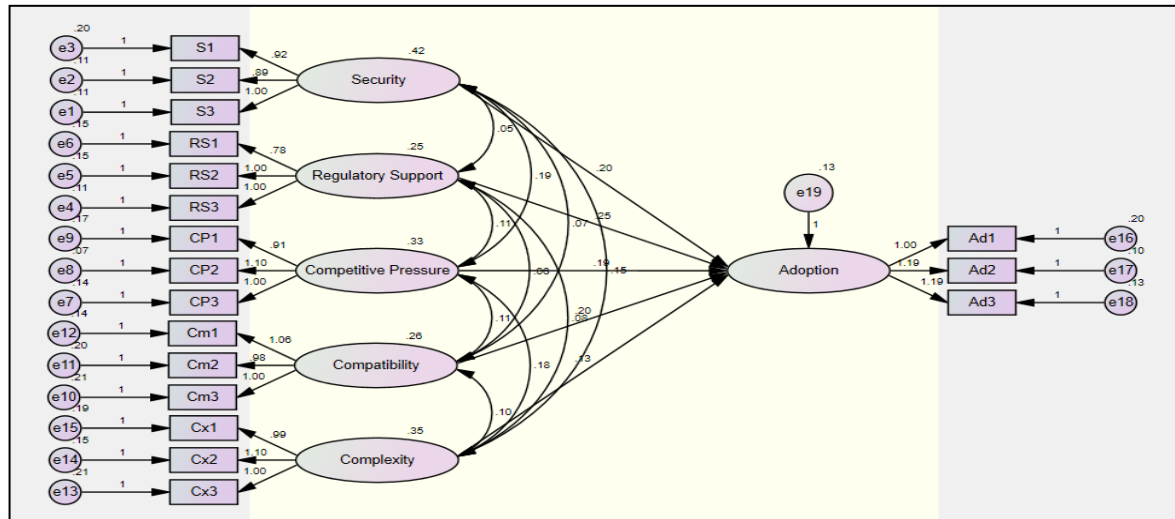 .20
e3 1 S1
.92
.42
.11
e2 1 S2
.89
Security
.11
e1 1 S3
1.00
.15
e6 1 RS1
.78
.25
.05
.15
e5 1 RS2
1.00
Regulatory Support
.19
.20
.13
.11
e4 1 RS3
1.00
e19
.17
e9 1 CP1
.91
.33
.11
.07
.25
1
.20
1.00
Ad1 1 e16
.07
e8 1 CP2
1.10
Competitive Pressure
.06
.19
.15
Adoption
1.19
.10
Ad2 1 e17
.14
e7 1 CP3
1.00
1.19
.13
Ad3 1 e18
.14
e12 1 Cm1
1.06
.26
.11
.20
.08
.20
e11 1 Cm2
.98
Compatibility
.18
.13
.21
e10 1 Cm3
1.00
.19
e15 1 Cx1
.99
.35
.10
.15
e14 1 Cx2
1.10
Complexity
.21
e13 1 Cx3
1.00